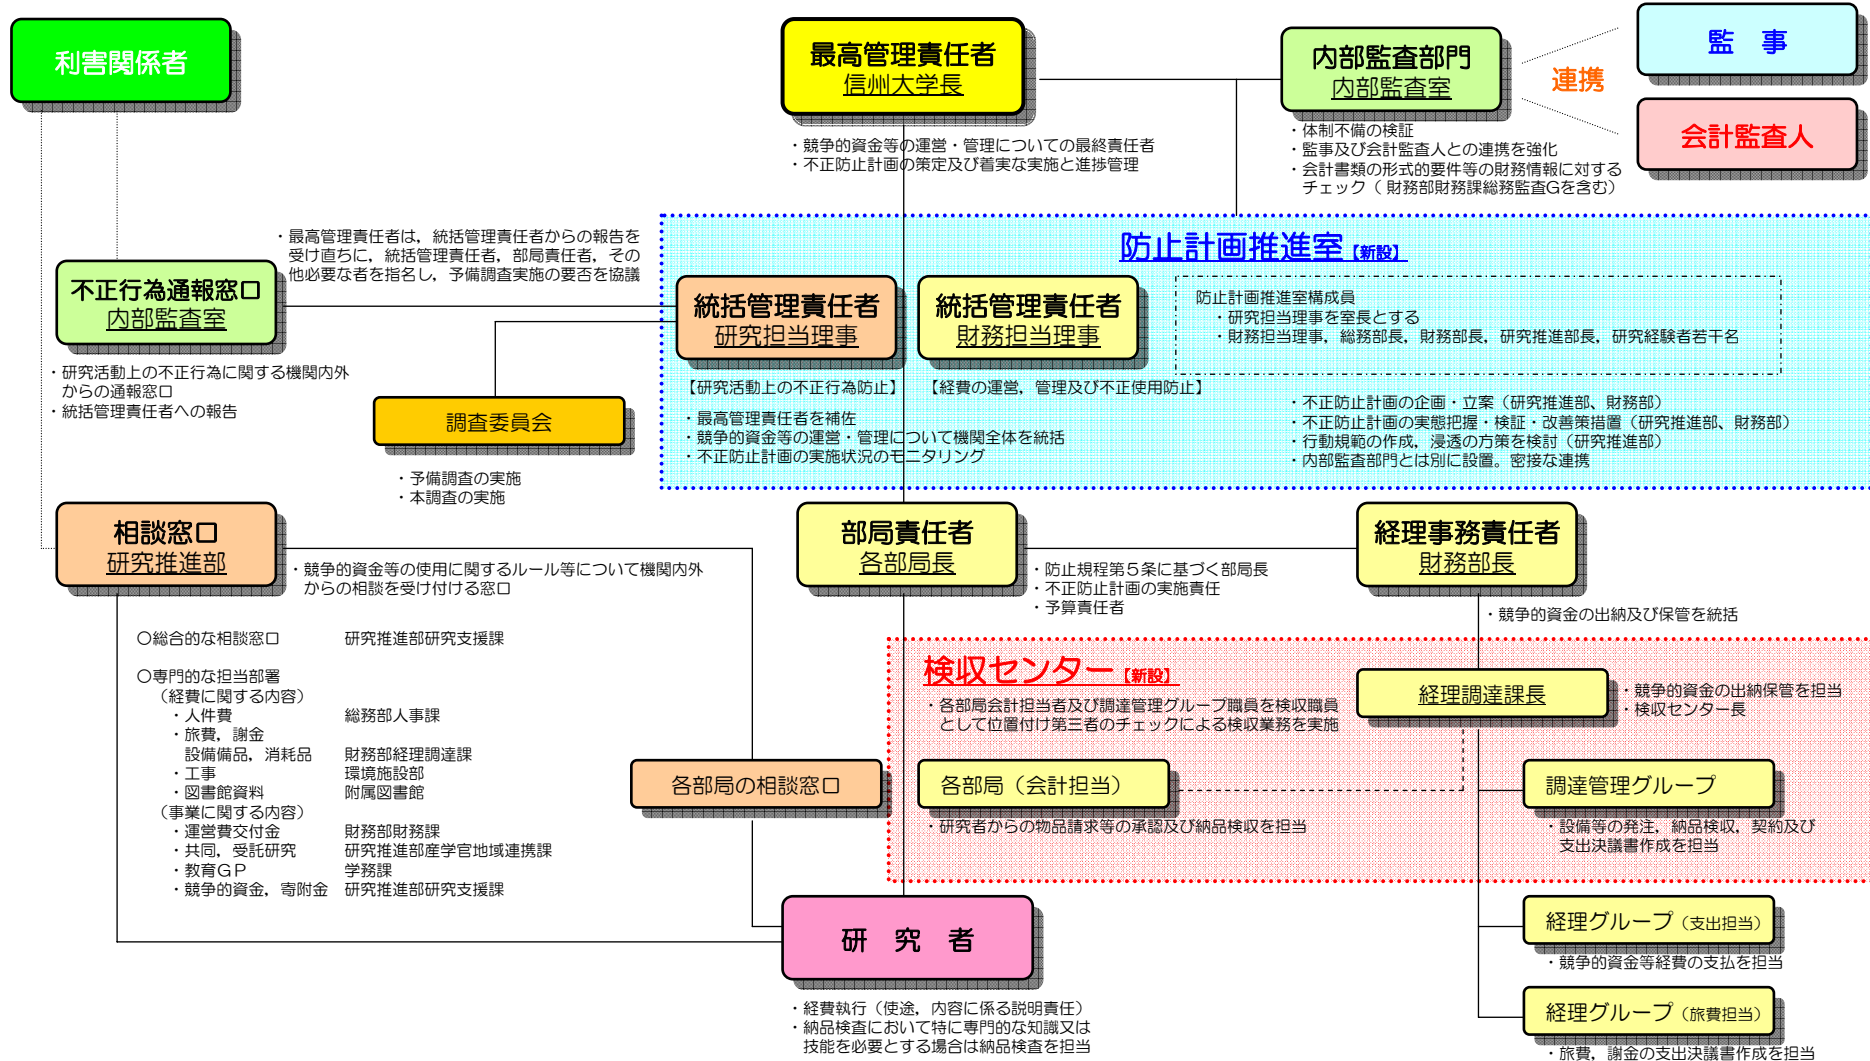 利害関係者
最高管理責任者
信州大学長
・競争的資金等の運営・管理についての最終責任者
・不正防止計画の策定及び着実な実施と進捗管理
内部監査部門
内部監査室
・体制不備の検証
・監事及び会計監査人との連携を強化
・会計書類の形式的要件等の財務情報に対する
チェック（財務部財務課総務監査Gを含む）
連携
監　事
会計監査人
・最高管理責任者は，統括管理責任者からの報告を
受け直ちに，統括管理責任者，部局責任者，その
他必要な者を指名し，予備調査実施の要否を協議
不正行為通報窓口
内部監査室
・研究活動上の不正行為に関する機関内外
からの通報窓口
・統括管理責任者への報告
調査委員会
・予備調査の実施
・本調査の実施
防止計画推進室【新設】
統括管理責任者
研究担当理事
【研究活動上の不正行為防止】
統括管理責任者
財務担当理事
【経費の運営，管理及び不正使用防止】
・最高管理責任者を補佐
・競争的資金等の運営・管理について機関全体を統括
・不正防止計画の実施状況のモニタリング
防止計画推進室構成員
・研究担当理事を室長とする
・財務担当理事，総務部長，財務部長，研究推進部長，研究経験者若干名
・不正防止計画の企画・立案（研究推進部、財務部）
・不正防止計画の実態把握・検証・改善策措置（研究推進部、財務部）
・行動規範の作成，浸透の方策を検討（研究推進部）
・内部監査部門とは別に設置。密接な連携
相談窓口
研究推進部
・競争的資金等の使用に関するルール等について機関内外
からの相談を受け付ける窓口
部局責任者
各部局長
・防止規程第５条に基づく部局長
・不正防止計画の実施責任
・予算責任者
経理事務責任者
財務部長
・競争的資金の出納及び保管を統括
〇総合的な相談窓口　研究推進部研究支援課
〇専門的な担当部署
（経費に関する内容）
・人件費　総務部人事課
・旅費，謝金
設備備品，消耗品　財務部経理調達課
・工事　環境施設部
・図書館資料　附属図書館
（事業に関する内容）
・運営費交付金　財務部財務課
・共同，受託研究　研究推進部産学官地域連携課
・教育ＧＰ　学務課
・競争的資金，寄附金　研究推進部研究支援課
各部局の相談窓口
検収センター【新設】
・各部局会計担当者及び調達管理グループ職員を検収職員
として位置付け第三者のチェックによる検収業務を実施
経理調達課長
・競争的資金の出納保管を担当
・検収センター長
各部局（会計担当）
・研究者からの物品請求等の承認及び納品検収を担当
調達管理グループ
・設備等の発注，納品検収，契約及び
支出決議書作成を担当
研　究　者
・経費執行（使途，内容に係る説明責任）
・納品検査において特に専門的な知識又は
技能を必要とする場合は納品検査を担当
経理グループ（支出担当）
・競争的資金等経費の支払を担当
経理グループ（旅費担当）
・旅費，謝金の支出決議書作成を担当